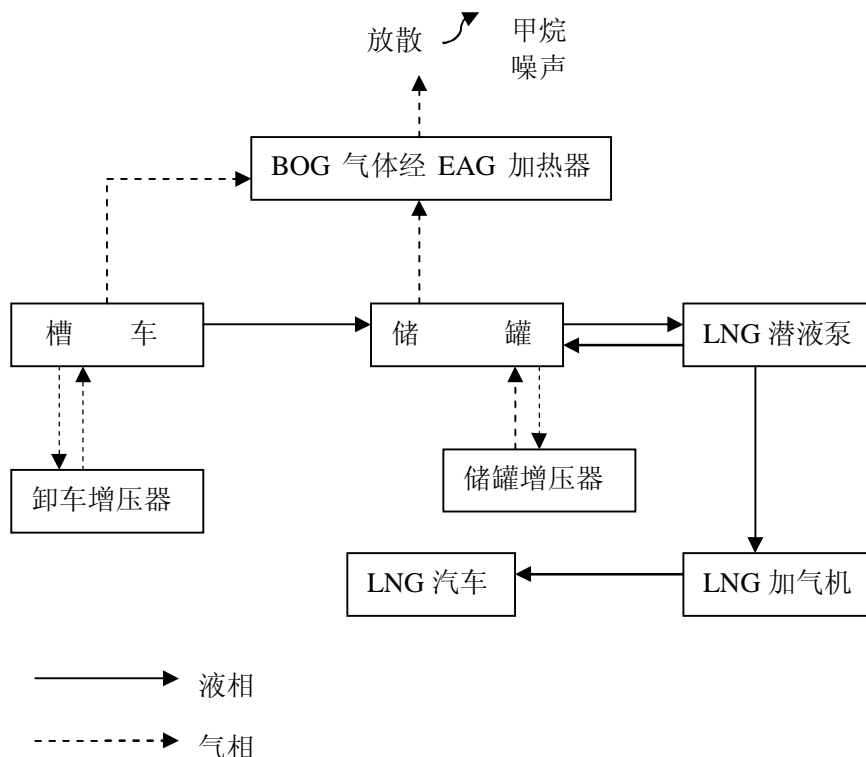 放散
甲烷
噪声
BOG 气体经 EAG 加热器
槽 车
储 罐
LNG 潜液泵
卸车增压器
储罐增压器
LNG 汽车
LNG 加气机
液相
气相